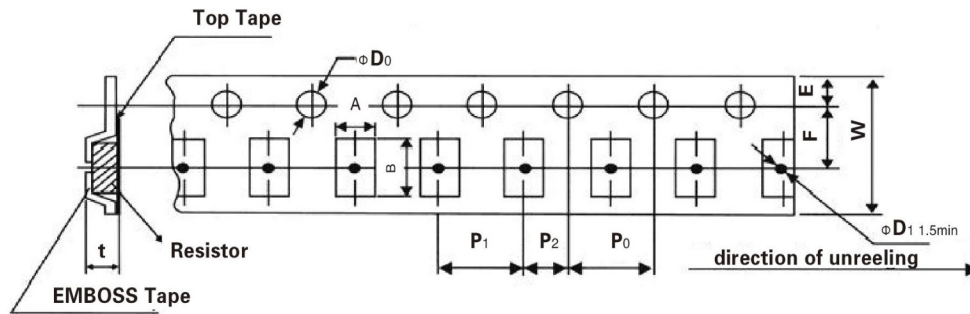 Top Tape
ΦD0
A
E
F
W
B
ΦD1 1.5min
P1
P2
P0
t
Resistor
direction of unreeling
EMBOSS Tape